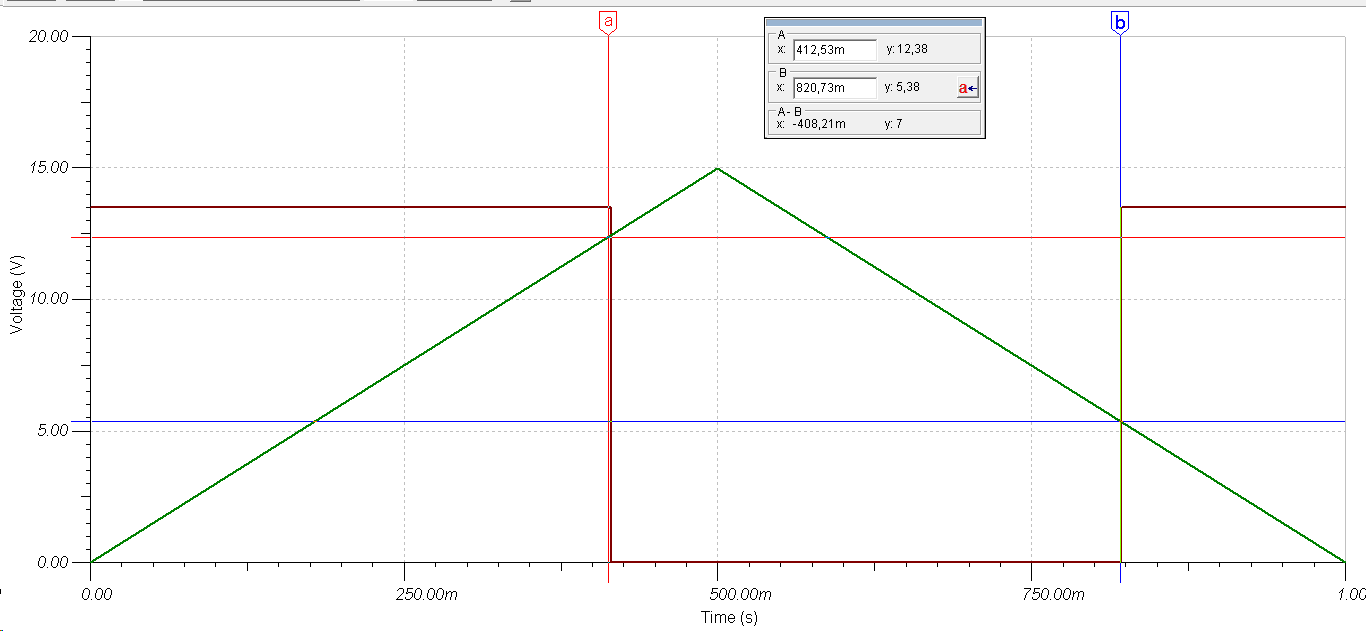 a
b
20.00
A
x: 412,53m y: 12,38
B
x: 820,73m y: 5,38 a←
A- B
x: -408,21m y: 7
15.00
Voltage (V)
10.00
5.00
0.00
0.00 250.00m 500.00m 750.00m 1.00
Time (s)